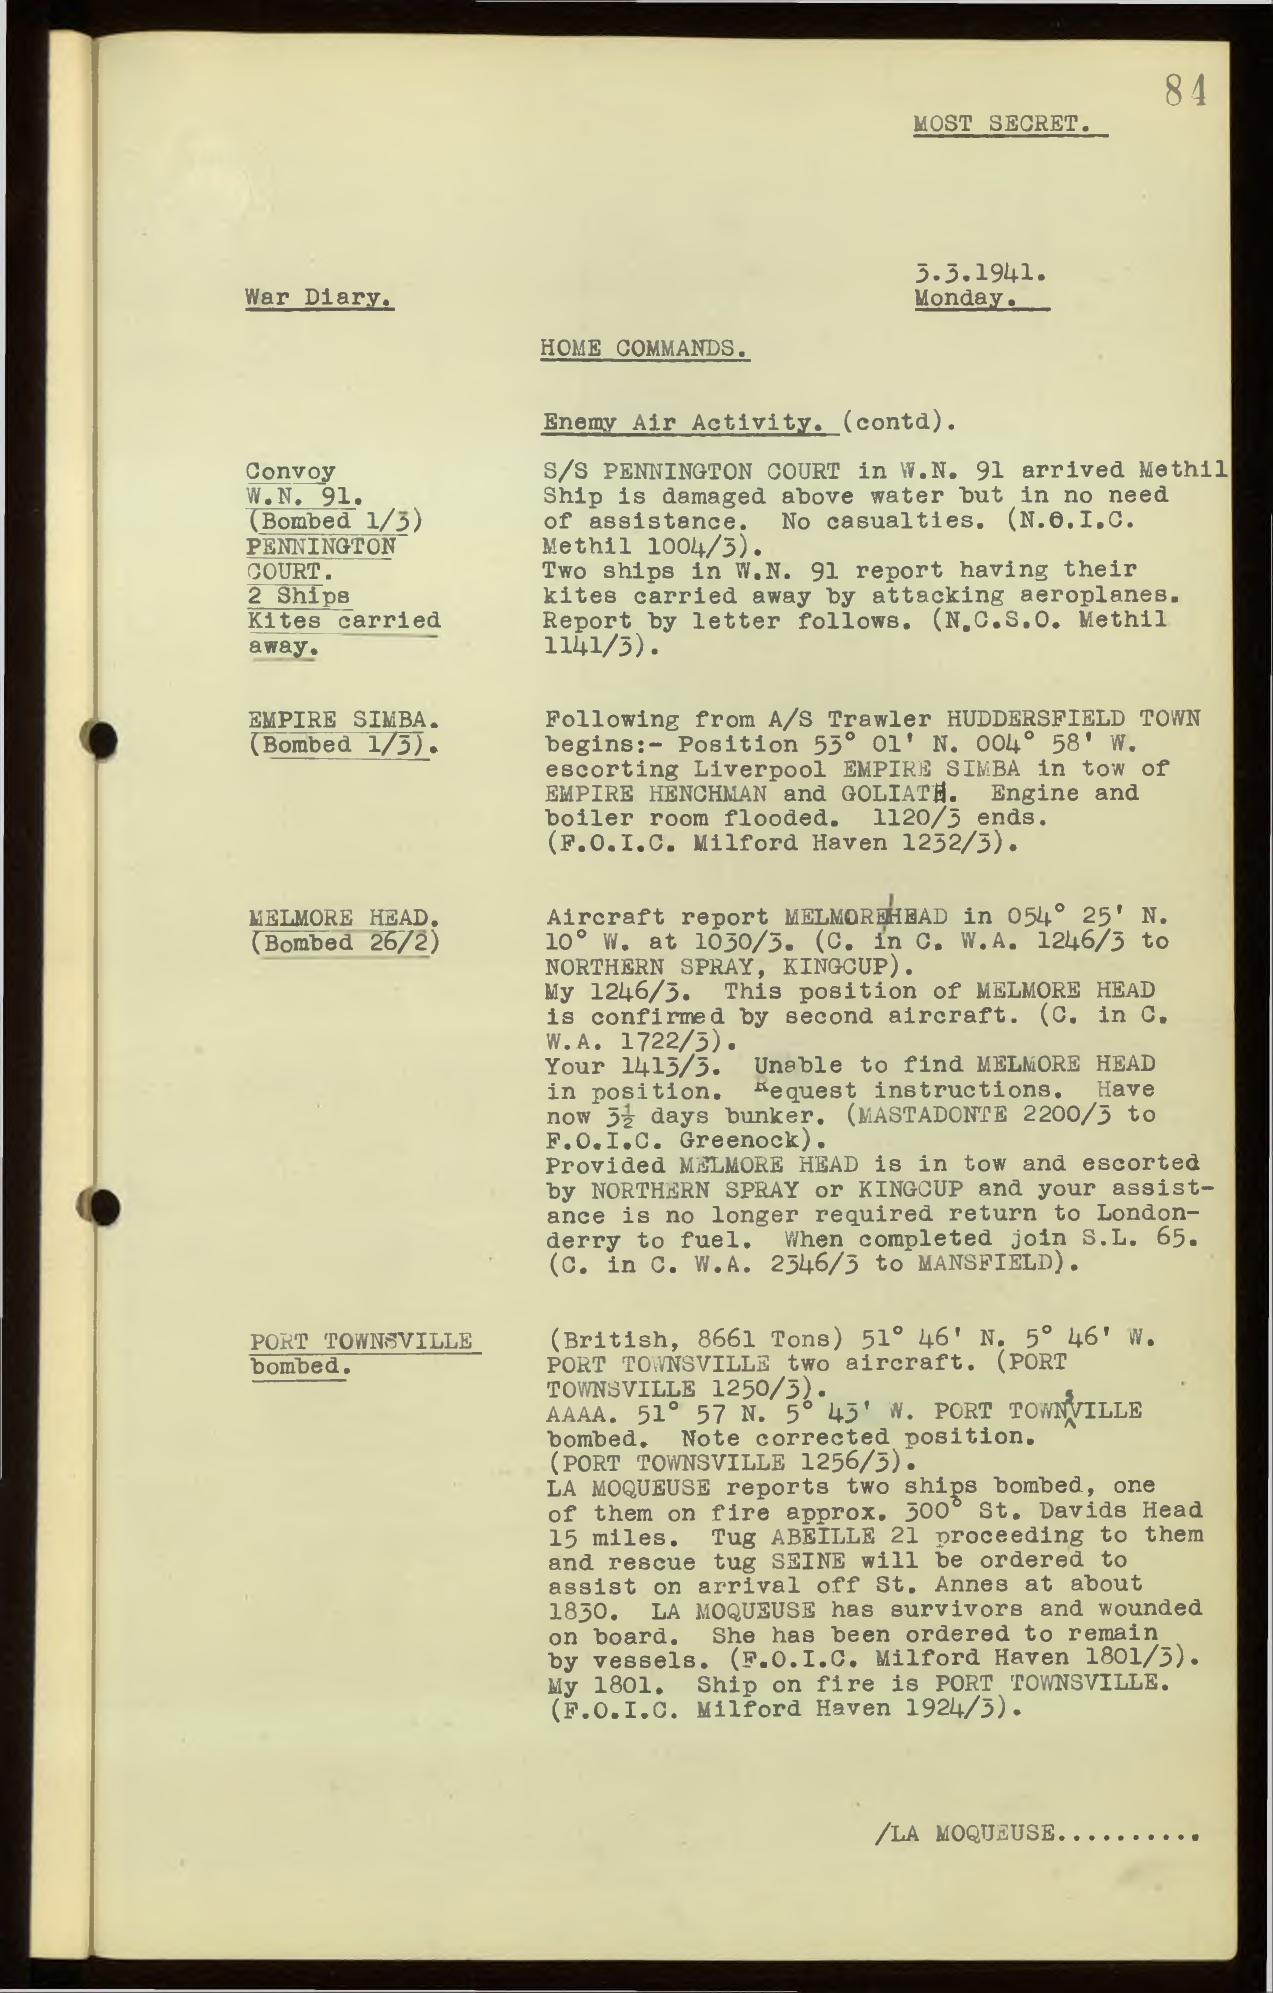 84
MOST SECRET.
3.3.1941.
War Diary.
Monday.
HOME COMMANDS.
Enemy Air Activity. (contd).
Convoy
W.N. 91.
(Bombed 1/3)
PENNINGTON
COURT.
2 Ships
Kites carried
away.
S/S PENNINGTON COURT in W.N. 91 arrived Methil
Ship is damaged above water but in no need
of assistance. No casualties. (N.O.I.C.
Methil 1004/3).
Two ships in W.N. 91 report having their
kites carried away by attacking aeroplanes.
Report by letter follows. (N.C.S.O. Methil
1141/3).
EMPIRE SIMBA.
(Bombed 1/3).
Following from A/S Trawler HUDDERSFIELD TOWN
begins:- Position 53° 01' N. 004° 58' W.
escorting Liverpool EMPIRE SIMBA in tow of
EMPIRE HENCHMAN and GOLIATH. Engine and
boiler room flooded. 1120/3 ends.
(F.O.I.C. Milford Haven 1232/3).
MELMORE HEAD.
(Bombed 26/2)
Aircraft report MELMORE/HEAD in 054° 25' N.
10° W. at 1030/3. (C. in C. W.A. 1246/3 to
NORTHERN SPRAY, KINGCUP).
My 1246/3. This position of MELMORE HEAD
is confirmed by second aircraft. (C. in C.
W.A. 1722/3).
Your 1413/3. Unable to find MELMORE HEAD
in position. Request instructions. Have
now 3½ days bunker. (MASTADONTE 2200/3 to
F.O.I.C. Greenock).
Provided MELMORE HEAD is in tow and escorted
by NORTHERN SPRAY or KINGCUP and your assist-
ance is no longer required return to London-
derry to fuel. When completed join S.L. 65.
(C. in C. W.A. 2346/3 to MANSFIELD).
PORT TOWNSVILLE
bombed.
(British, 8661 Tons) 51° 46' N. 5° 46' W.
PORT TOWNSVILLE two aircraft. (PORT
TOWNSVILLE 1250/3).
AAAA. 51° 57 N. 5° 43' W. PORT TOWNSVILLE
bombed. Note corrected position.
(PORT TOWNSVILLE 1256/3).
LA MOQUEUSE reports two ships bombed, one
of them on fire approx. 300° St. Davids Head
15 miles. Tug ABEILLE 21 proceeding to them
and rescue tug SEINE will be ordered to
assist on arrival off St. Annes at about
1830. LA MOQUEUSE has survivors and wounded
on board. She has been ordered to remain
by vessels. (F.O.I.C. Milford Haven 1801/3).
My 1801. Ship on fire is PORT TOWNSVILLE.
(F.O.I.C. Milford Haven 1924/3).
/LA MOQUEUSE..........